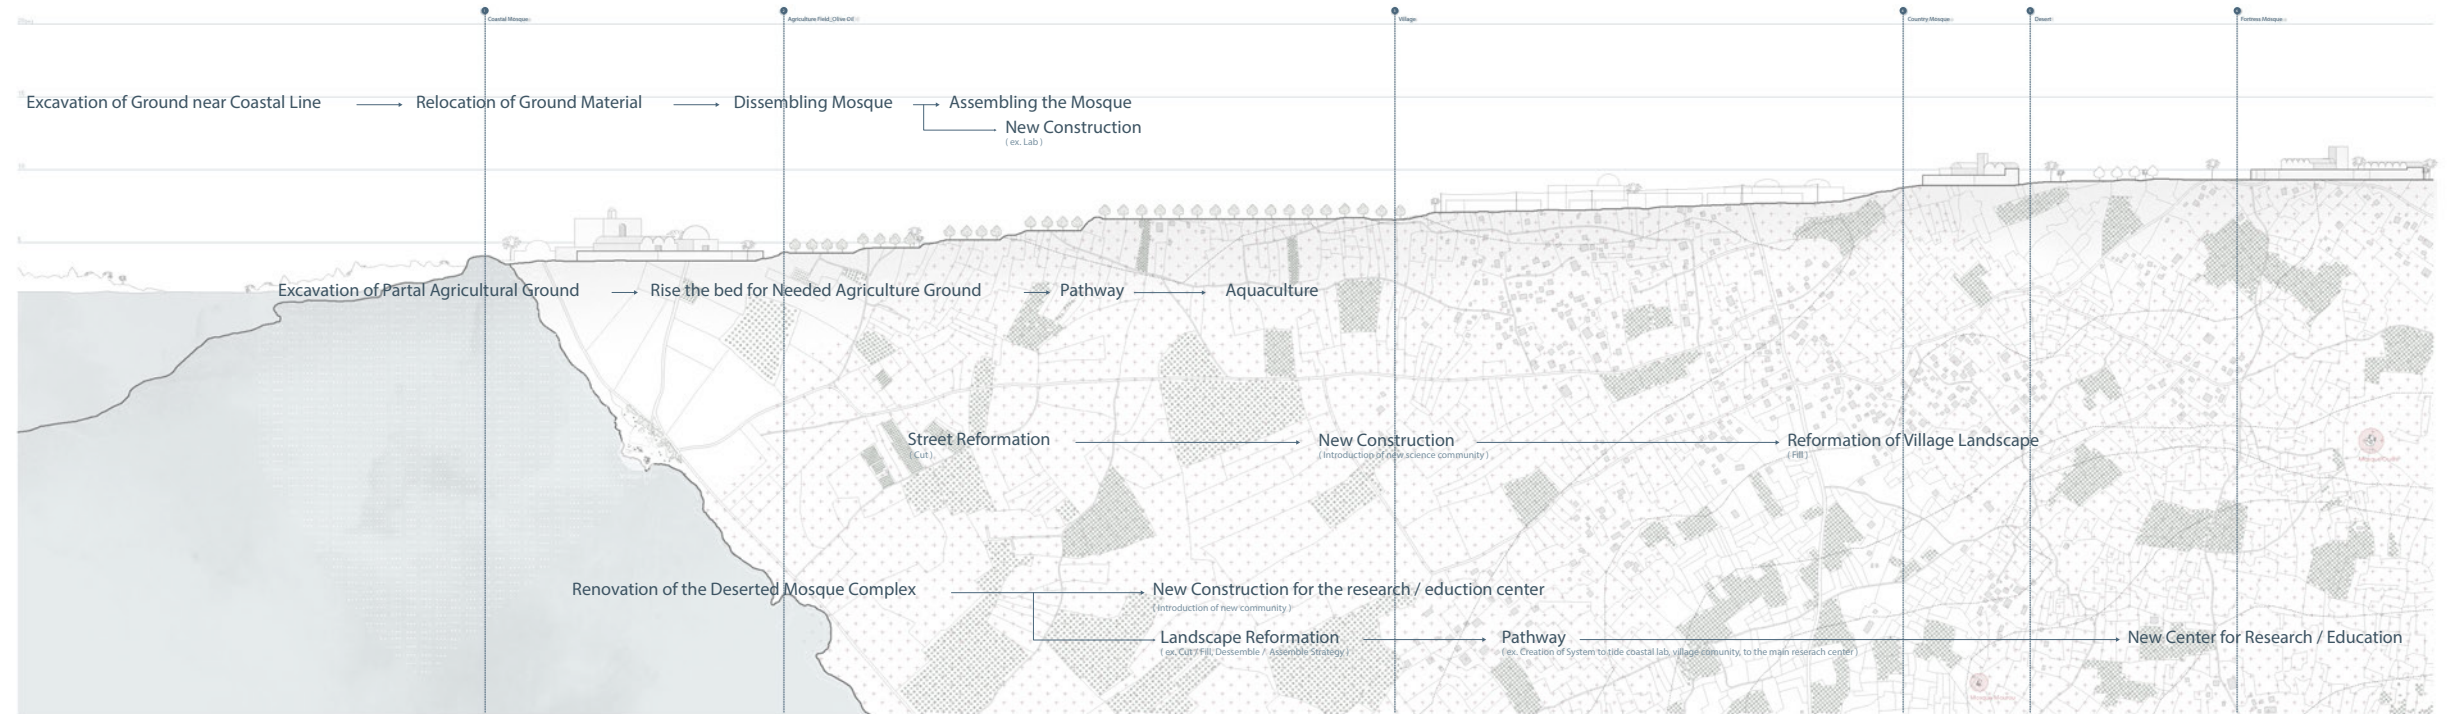 Coastal Mosque
Agriculture Field_Olive Oil
Village
Country Mosque
Desert
Fortress Mosque
Excavation of Ground near Coastal Line
Relocation of Ground Material
Dissembling Mosque
Assembling the Mosque
New Construction
( ex. Lab )
Excavation of Partal Agricultural Ground
Rise the bed for Needed Agriculture Ground
Pathway
Aquaculture
Street Reformation
( Cut )
New Construction
( Introduction of new science community )
Reformation of Village Landscape
( Fill )
Renovation of the Deserted Mosque Complex
New Construction for the research / eduction center
( Introduction of new community )
Landscape Reformation
( ex. Cut / Fill, Dessemble / Assemble Strategy )
Pathway
( ex. Creation of System to tide coastal lab, village comunity, to the main reserach center )
New Center for Research / Education